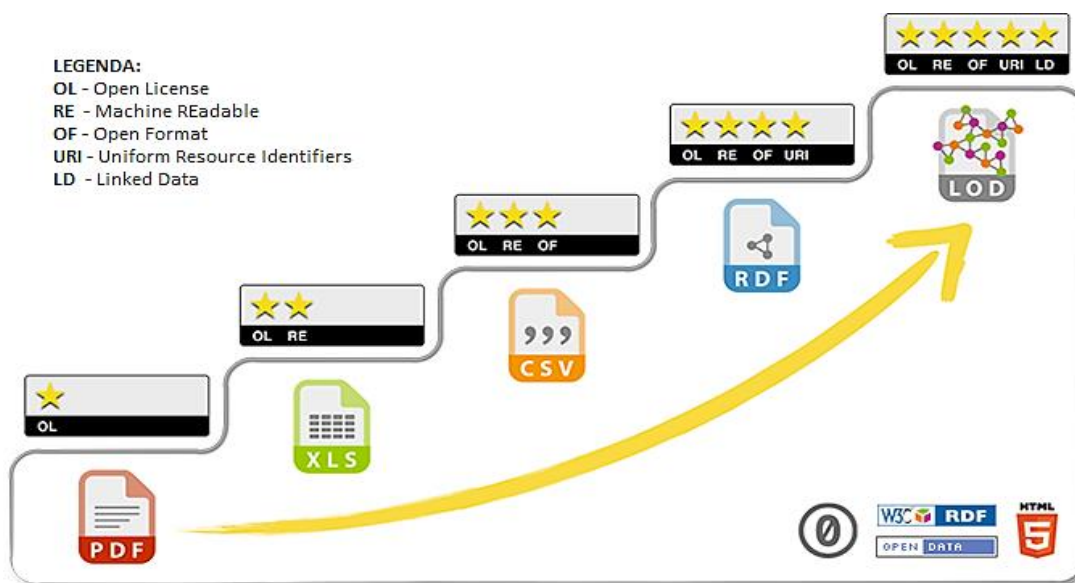 LEGENDA:
OL - Open License
RE - Machine REadable
OF - Open Format
URI - Uniform Resource Identifiers
LD - Linked Data
OL RE OF URI LD
LOD
OL RE OF URI
RDF
OL RE OF
CSV
OL RE
XLS
OL
PDF
0
W3C RDF
OPEN DATA
HTML
5